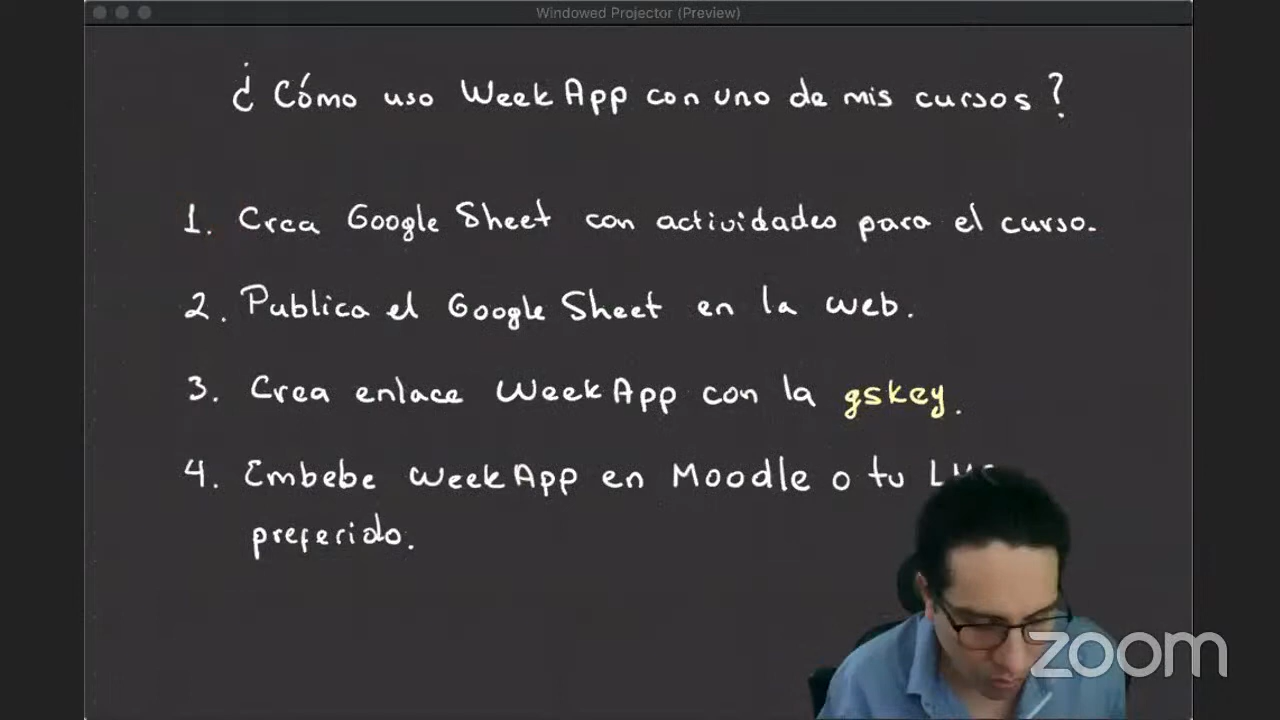 Windowed Projector (Preview)
¿Cómo uso WeekApp con uno de mis cursos?
1. Crea Google Sheet con actividades para el curso.
2. Publica el Google Sheet en la web.
3. Crea enlace WeekApp con la gskey.
4. Embebe WeekApp en Moodle o tu
preferido.
zoom